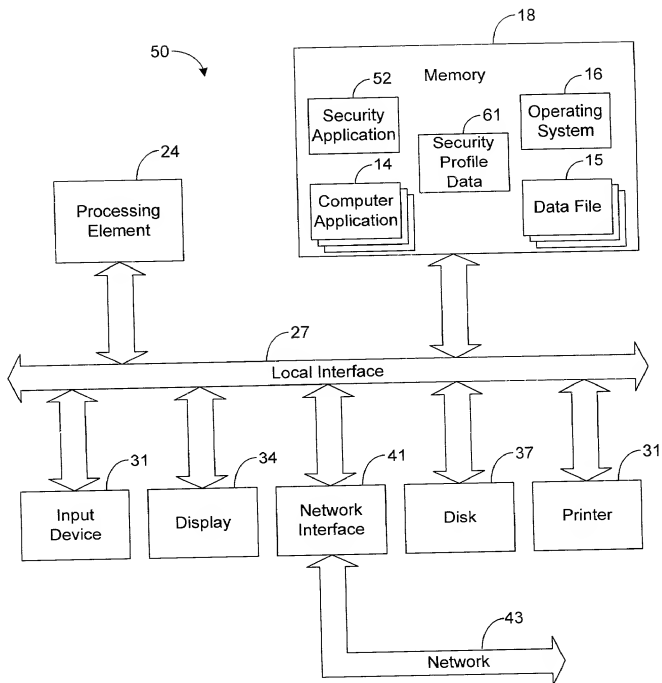 18
50
Memory
52
16
Security
Application
61
Operating
System
24
Security
Profile
Data
14
15
Processing
Element
Computer
Application
Data File
27
Local Interface
31
34
41
37
31
Input
Device
Display
Network
Interface
Disk
Printer
43
Network